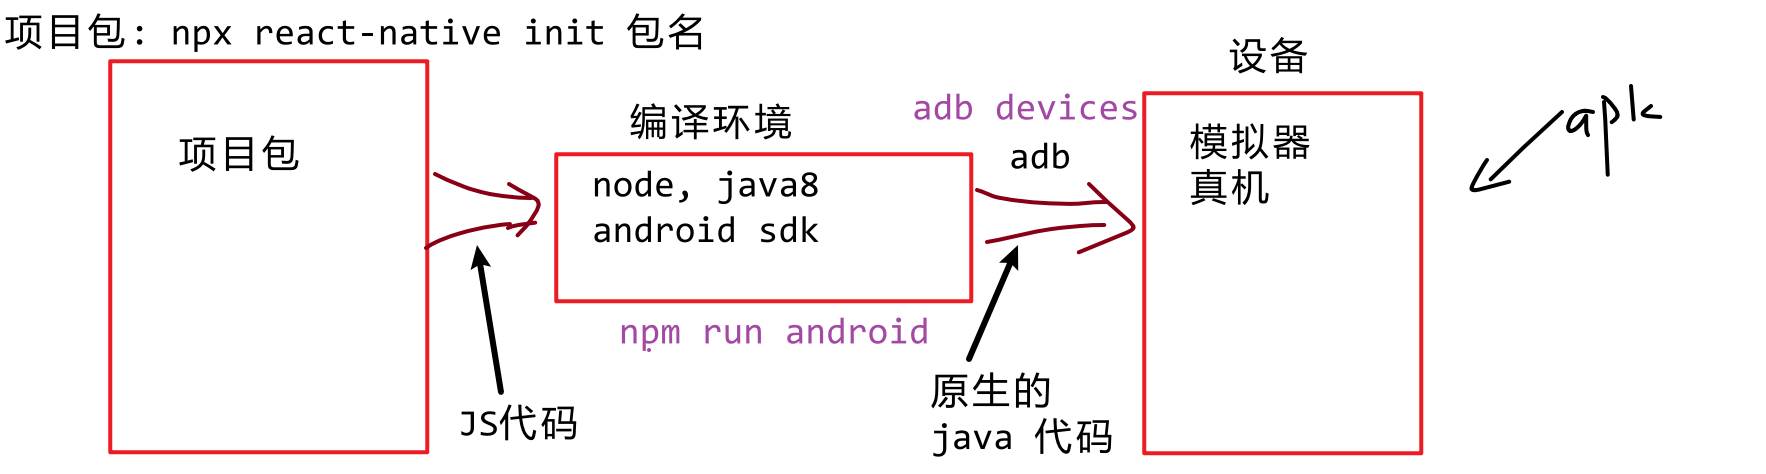 项目包: npx react-native init 包名
项目包
编译环境
node, java8
android sdk
npm run android
JS代码
adb devices
adb
原生的
java 代码
设备
模拟器
真机
apk